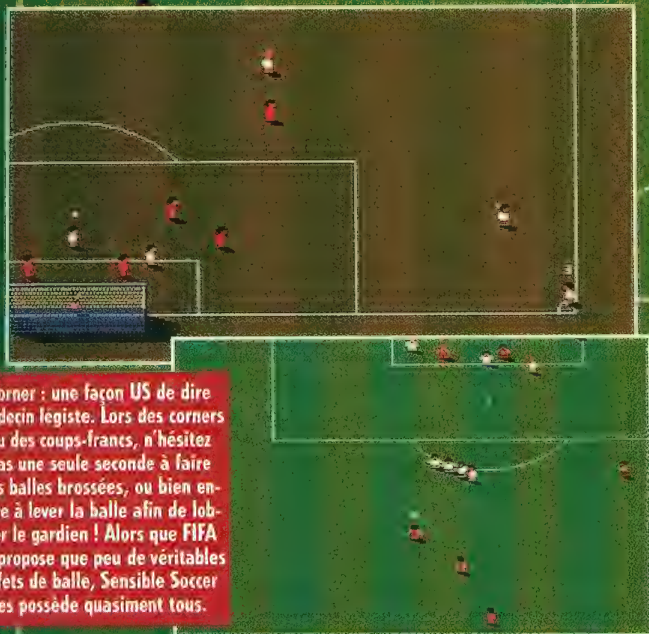 orner : une façon US de dire
decin legiste. Lors des corners
u des coups-francs, n'hésitez
as une seule seconde à faire
s balles brossées, ou bien en-
e à lever la balle afin de lob-
er le gardien ! Alors que FIFA
propose que peu de véritables
fets de balle, Sensible Soccer
es possède quasiment tous.